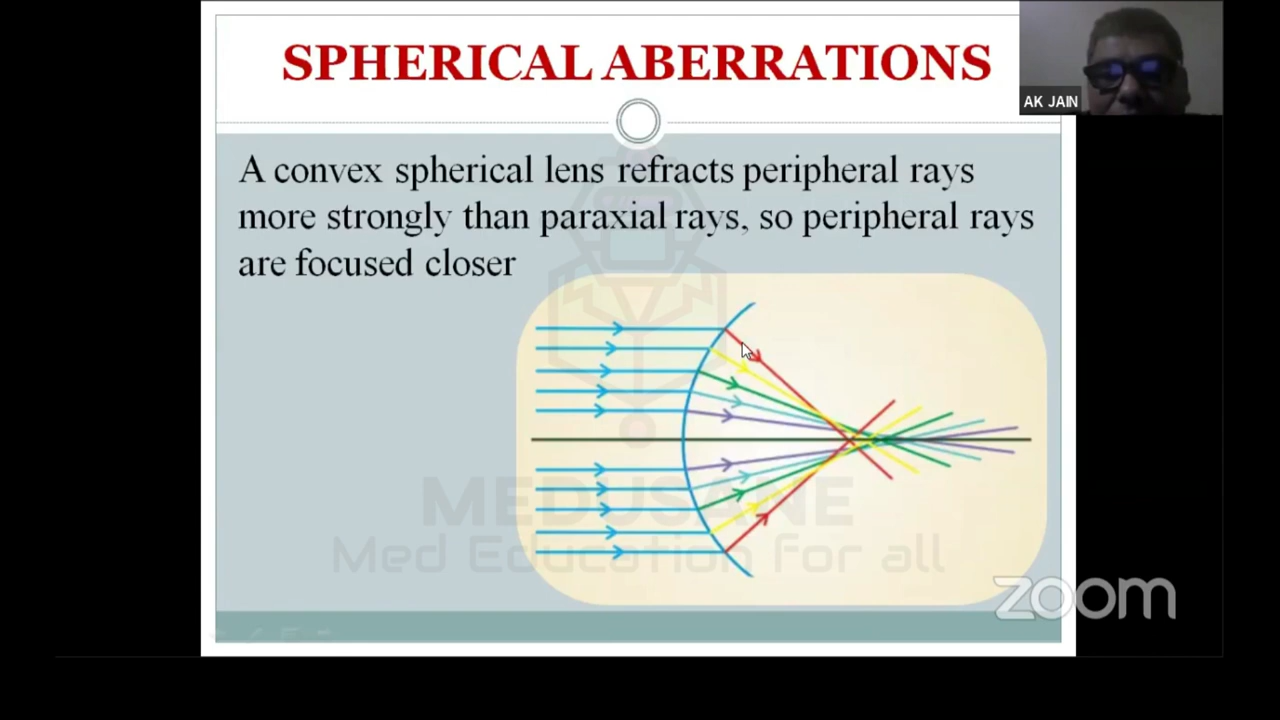 SPHERICAL ABERRATIONS
AK JAIN
A convex spherical lens refracts peripheral rays
more strongly than paraxial rays, so peripheral rays
are focused closer
MEDUSANE
Med Education for all
zoom